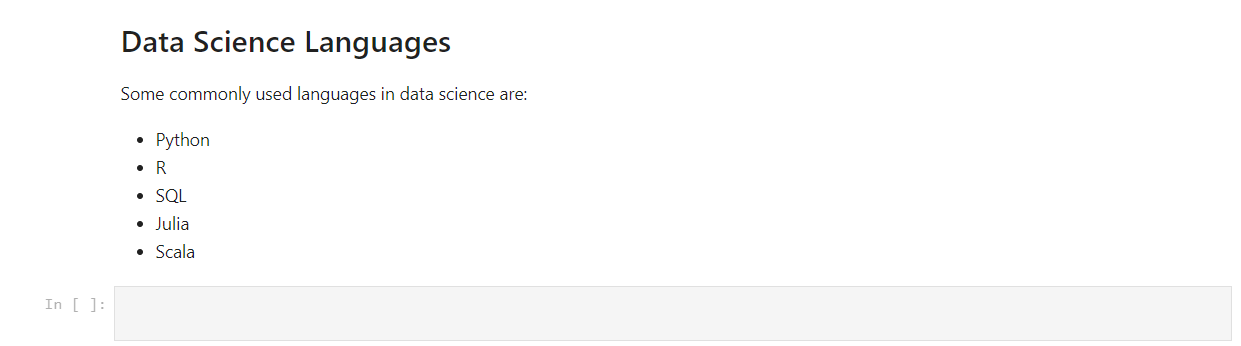 Data Science Languages
Some commonly used languages in data science are:
• Python
• R
• SQL
• Julia
• Scala
In [ ]: